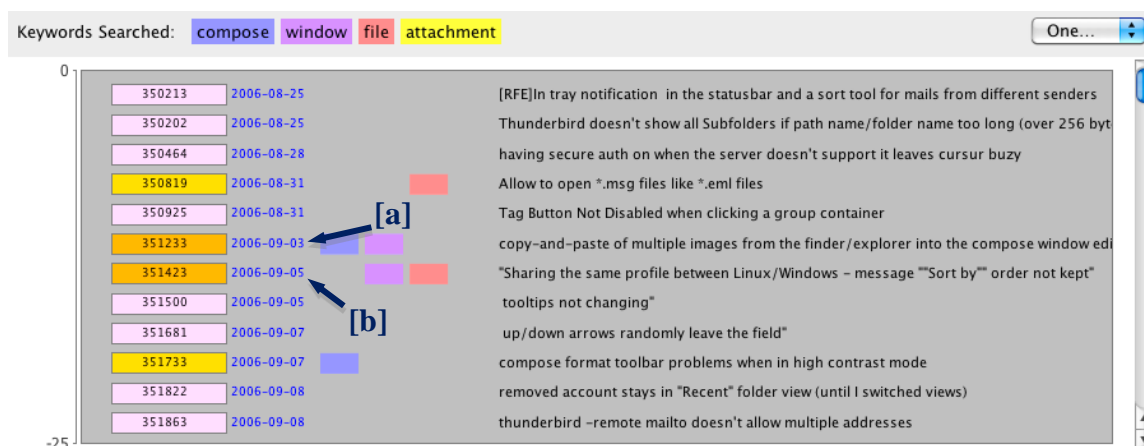 Keywords Searched: compose window file attachment One...
0
350213 2006-08-25 [RFE]In tray notification in the statusbar and a sort tool for mails from different senders
350202 2006-08-25 Thunderbird doesn't show all Subfolders if path name/folder name too long (over 256 byt
350464 2006-08-28 having secure auth on when the server doesn't support it leaves cursur buzy
350819 2006-08-31 Allow to open *.msg files like *.eml files
350925 2006-08-31 Tag Button Not Disabled when clicking a group container
[a]
351233 2006-09-03 copy-and-paste of multiple images from the finder/explorer into the compose window edi
351423 2006-09-05 "Sharing the same profile between Linux/Windows - message ""Sort by"" order not kept"
351500 2006-09-05 tooltips not changing"
[b]
351681 2006-09-07 up/down arrows randomly leave the field"
351733 2006-09-07 compose format toolbar problems when in high contrast mode
351822 2006-09-08 removed account stays in "Recent" folder view (until I switched views)
351863 2006-09-08 thunderbird -remote mailto doesn't allow multiple addresses
-25